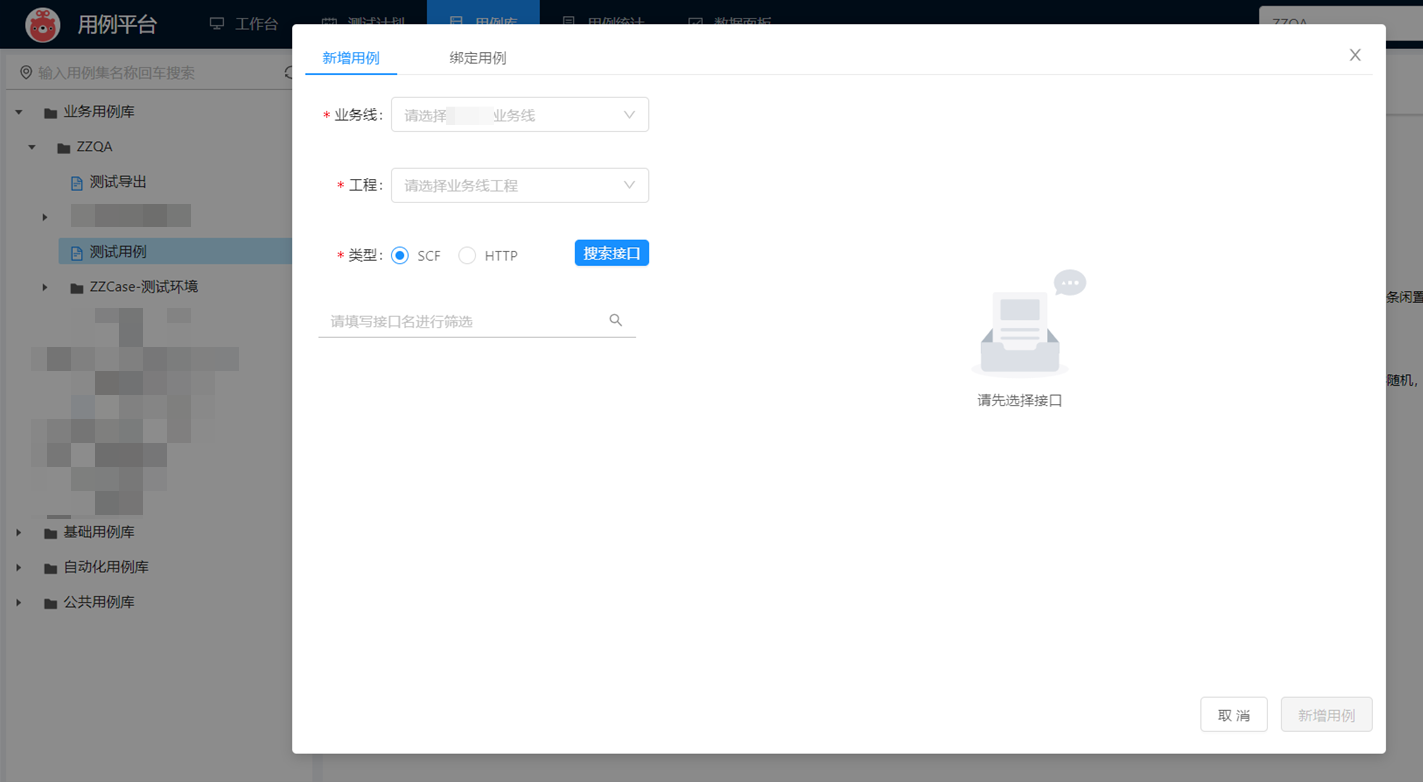 用例平台
工作台
测试计划
用例库
用例统计
数据面板
ZZQA
输入用例集名称回车搜索
业务用例库
ZZQA
测试导出
测试用例
ZZCase-测试环境
基础用例库
自动化用例库
公共用例库
新增用例
绑定用例
* 业务线:
请选择
业务线
* 工程:
请选择业务线工程
* 类型:
SCF
HTTP
搜索接口
请填写接口名进行筛选
请先选择接口
条闲置
随机，
取 消
新增用例